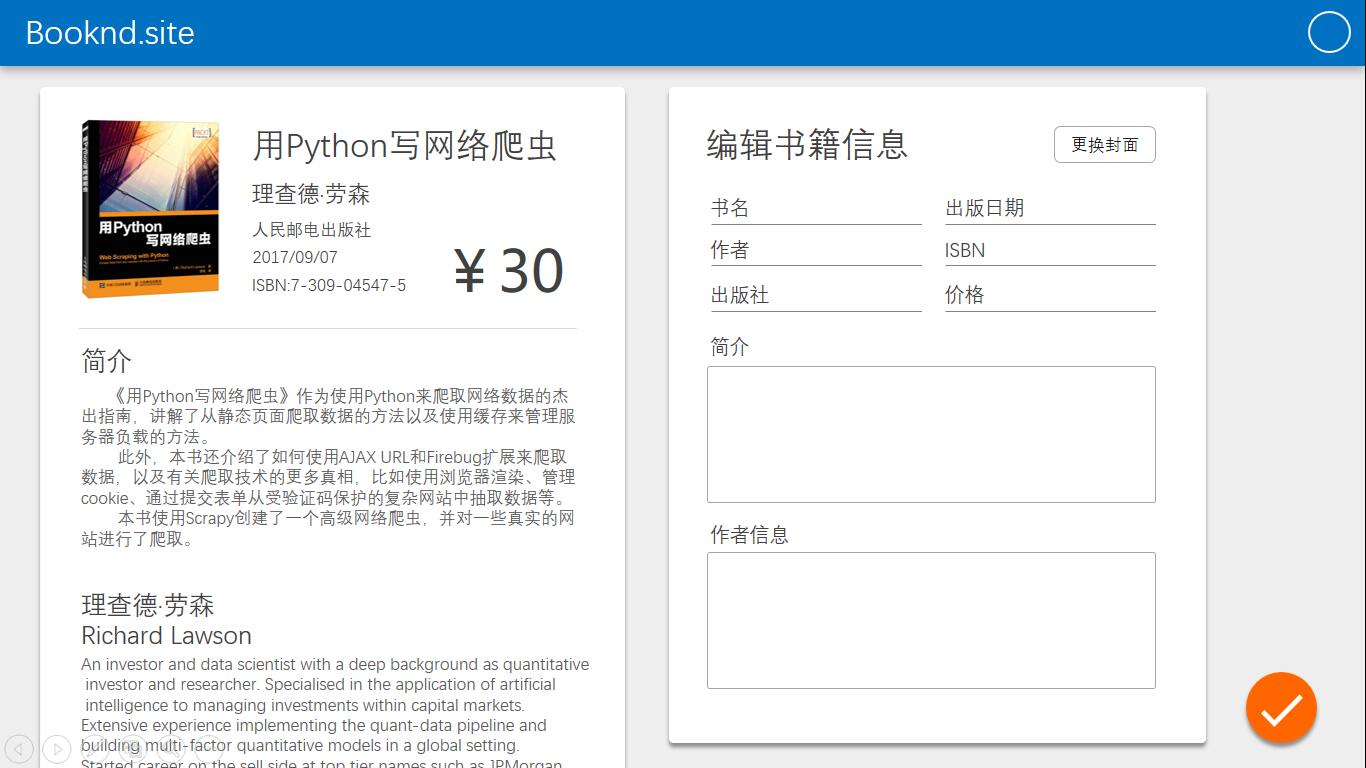 Booknd.site
用Python写网络爬虫
理查德·劳森
人民邮电出版社
2017/09/07
ISBN:7-309-04547-5
¥30
用Python
写网络爬虫
Web Scraping with Python
简介
《用Python写网络爬虫》作为使用Python来爬取网络数据的杰
出指南，讲解了从静态页面爬取数据的方法以及使用缓存来管理服
务器负载的方法。
此外，本书还介绍了如何使用AJAX URL和Firebug扩展来爬取
数据，以及有关爬取技术的更多真相，比如使用浏览器渲染、管理
cookie、通过提交表单从受验证码保护的复杂网站中抽取数据等。
本书使用Scrapy创建了一个高级网络爬虫，并对一些真实的网
站进行了爬取。
理查德·劳森
Richard Lawson
An investor and data scientist with a deep background as quantitative
investor and researcher. Specialised in the application of artificial
intelligence to managing investments within capital markets.
Extensive experience implementing the quant-data pipeline and
building multi-factor quantitative models in a global setting.
Started career on the sell side at top tier names such as JPMorgan
编辑书籍信息
更换封面
书名
出版日期
作者
ISBN
出版社
价格
简介
作者信息